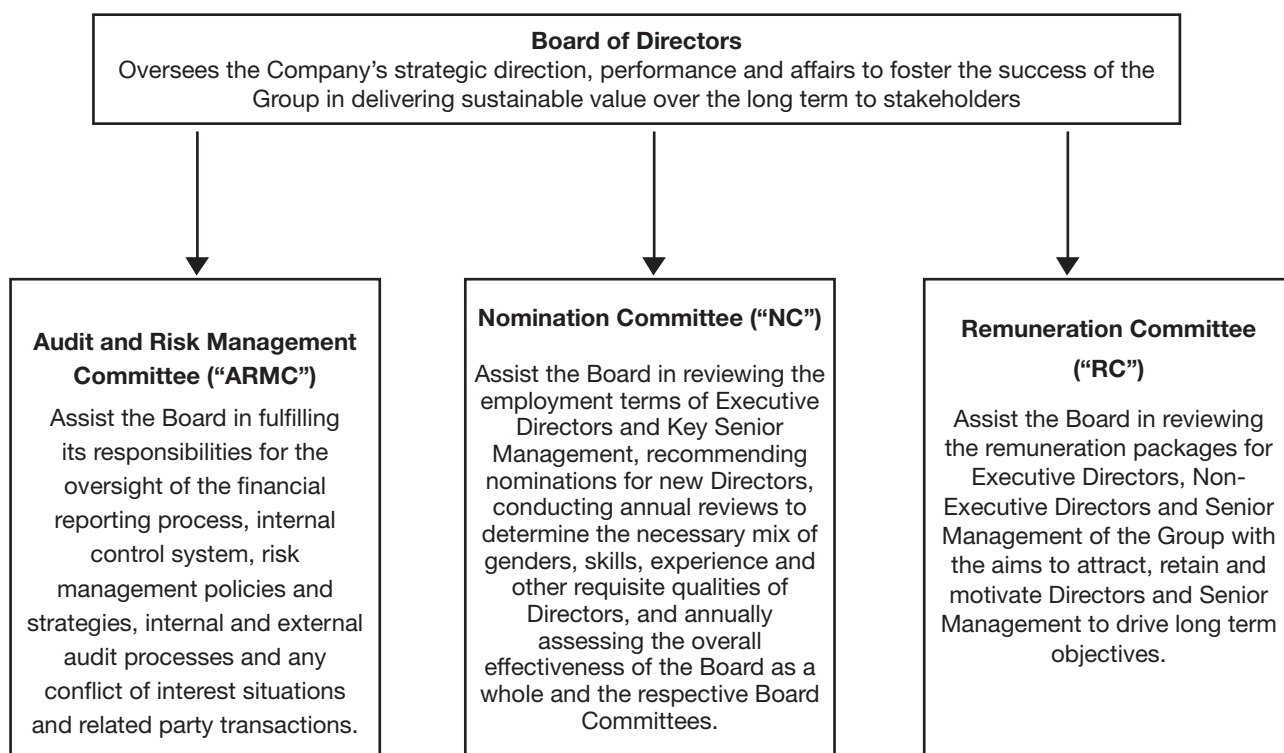 Board of Directors
Oversees the Company’s strategic direction, performance and affairs to foster the success of the
Group in delivering sustainable value over the long term to stakeholders
Audit and Risk Management
Committee (“ARMC”)
Assist the Board in fulfilling
its responsibilities for the
oversight of the financial
reporting process, internal
control system, risk
management policies and
strategies, internal and external
audit processes and any
conflict of interest situations
and related party transactions.
Nomination Committee (“NC”)
Assist the Board in reviewing the
employment terms of Executive
Directors and Key Senior
Management, recommending
nominations for new Directors,
conducting annual reviews to
determine the necessary mix of
genders, skills, experience and
other requisite qualities of
Directors, and annually
assessing the overall
effectiveness of the Board as a
whole and the respective Board
Committees.
Remuneration Committee
(“RC”)
Assist the Board in reviewing
the remuneration packages for
Executive Directors, Non-
Executive Directors and Senior
Management of the Group with
the aims to attract, retain and
motivate Directors and Senior
Management to drive long term
objectives.